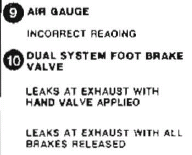 9 AIR GAUGE
INCORRECT READING
10 DUAL SYSTEM FOOT BRAKE
VALVE
LEAKS AT EXHAUST WITH
HAND VALVE APPLIED
LEAKS AT EXHAUST WITH ALL
BRAKES RELEASED